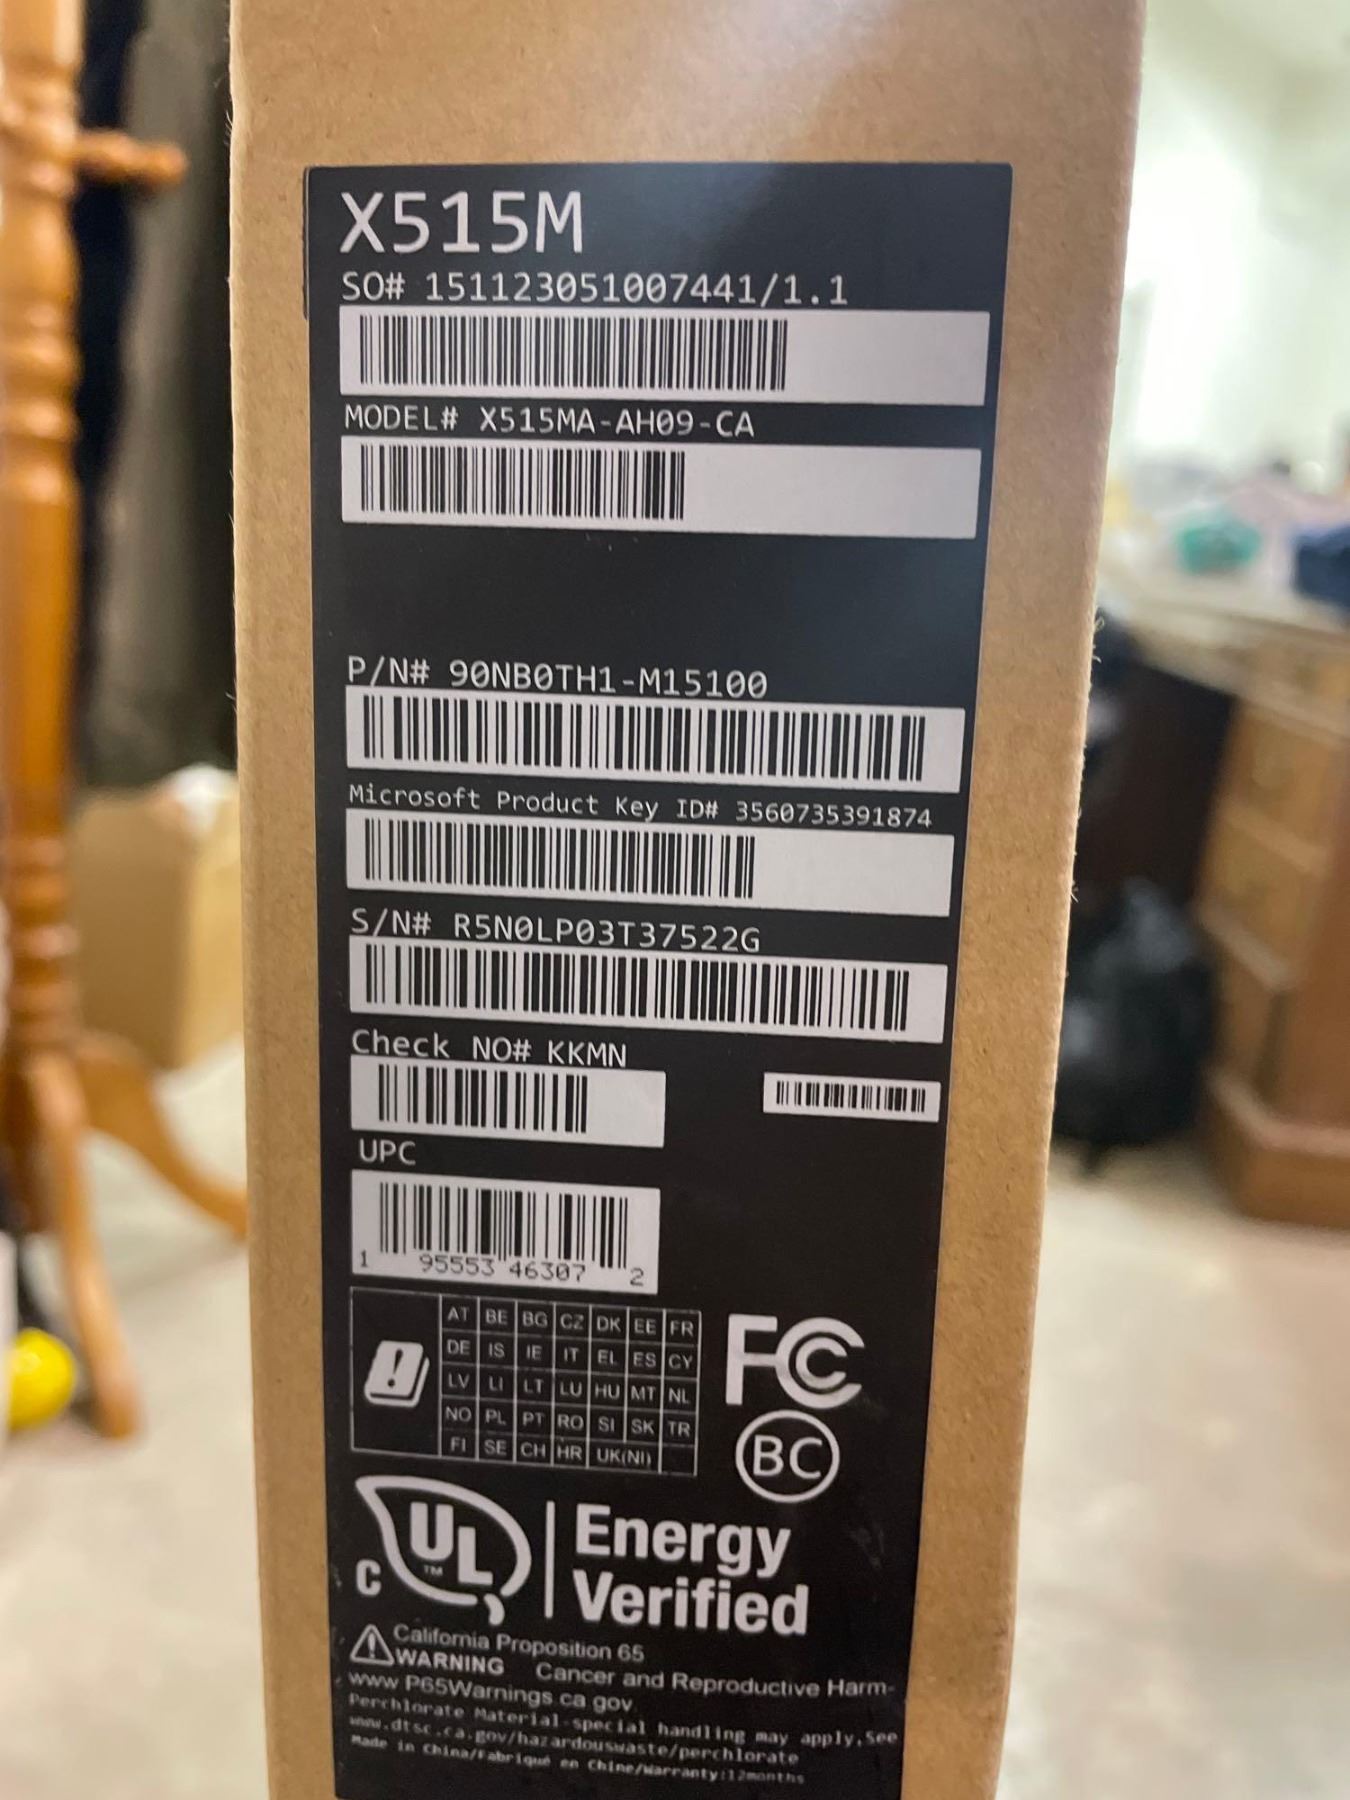 X515M
SO# 151123051007441/1.1
MODEL# X515MA-AH09-CA
P/N# 90NB0TH1-M15100
Microsoft Product Key ID# 3560735391874
S/N# R5N0LP03T37522G
Check NO# KKMN
UPC
1 95553 46307 2
AT BE BG CZ DK EE FR
DE IS IE IT EL ES CY
LV LI LT LU HU MT NL
NO PL PT RO SI SK TR
FI SE CH HR UK(NI)
FC
BC
C UL ™ Energy
Verified
California Proposition 65
WARNING Cancer and Reproductive Harm-
www P65Warnings ca gov
Perchlorate Material-special handling may apply.See
www.dtsc.ca.gov/hazardouswaste/perchlorate
Made in China/Fabriqué en Chine/Warranty:12months